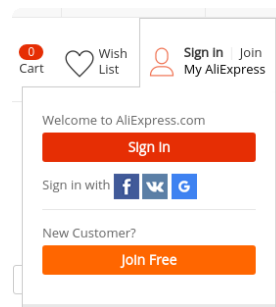 0
Cart
Wish
List
Sign in | Join
My AliExpress
Welcome to AliExpress.com
Sign In
Sign in with f vk G
New Customer?
Join Free